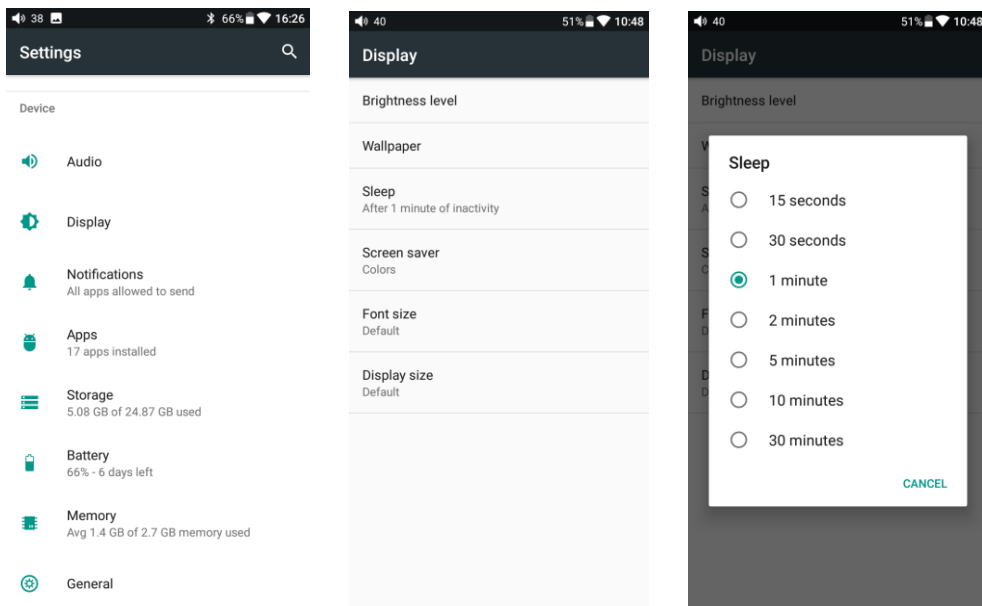 38 66% 16:26
Settings
Device
Audio
Display
Notifications
All apps allowed to send
Apps
17 apps installed
Storage
5.08 GB of 24.87 GB used
Battery
66% - 6 days left
Memory
Avg 1.4 GB of 2.7 GB memory used
General
40 51% 10:48
Display
Brightness level
Wallpaper
Sleep
After 1 minute of inactivity
Screen saver
Colors
Font size
Default
Display size
Default
40 51% 10:48
Display
Brightness level
Sleep
15 seconds
30 seconds
1 minute
2 minutes
5 minutes
10 minutes
30 minutes
CANCEL